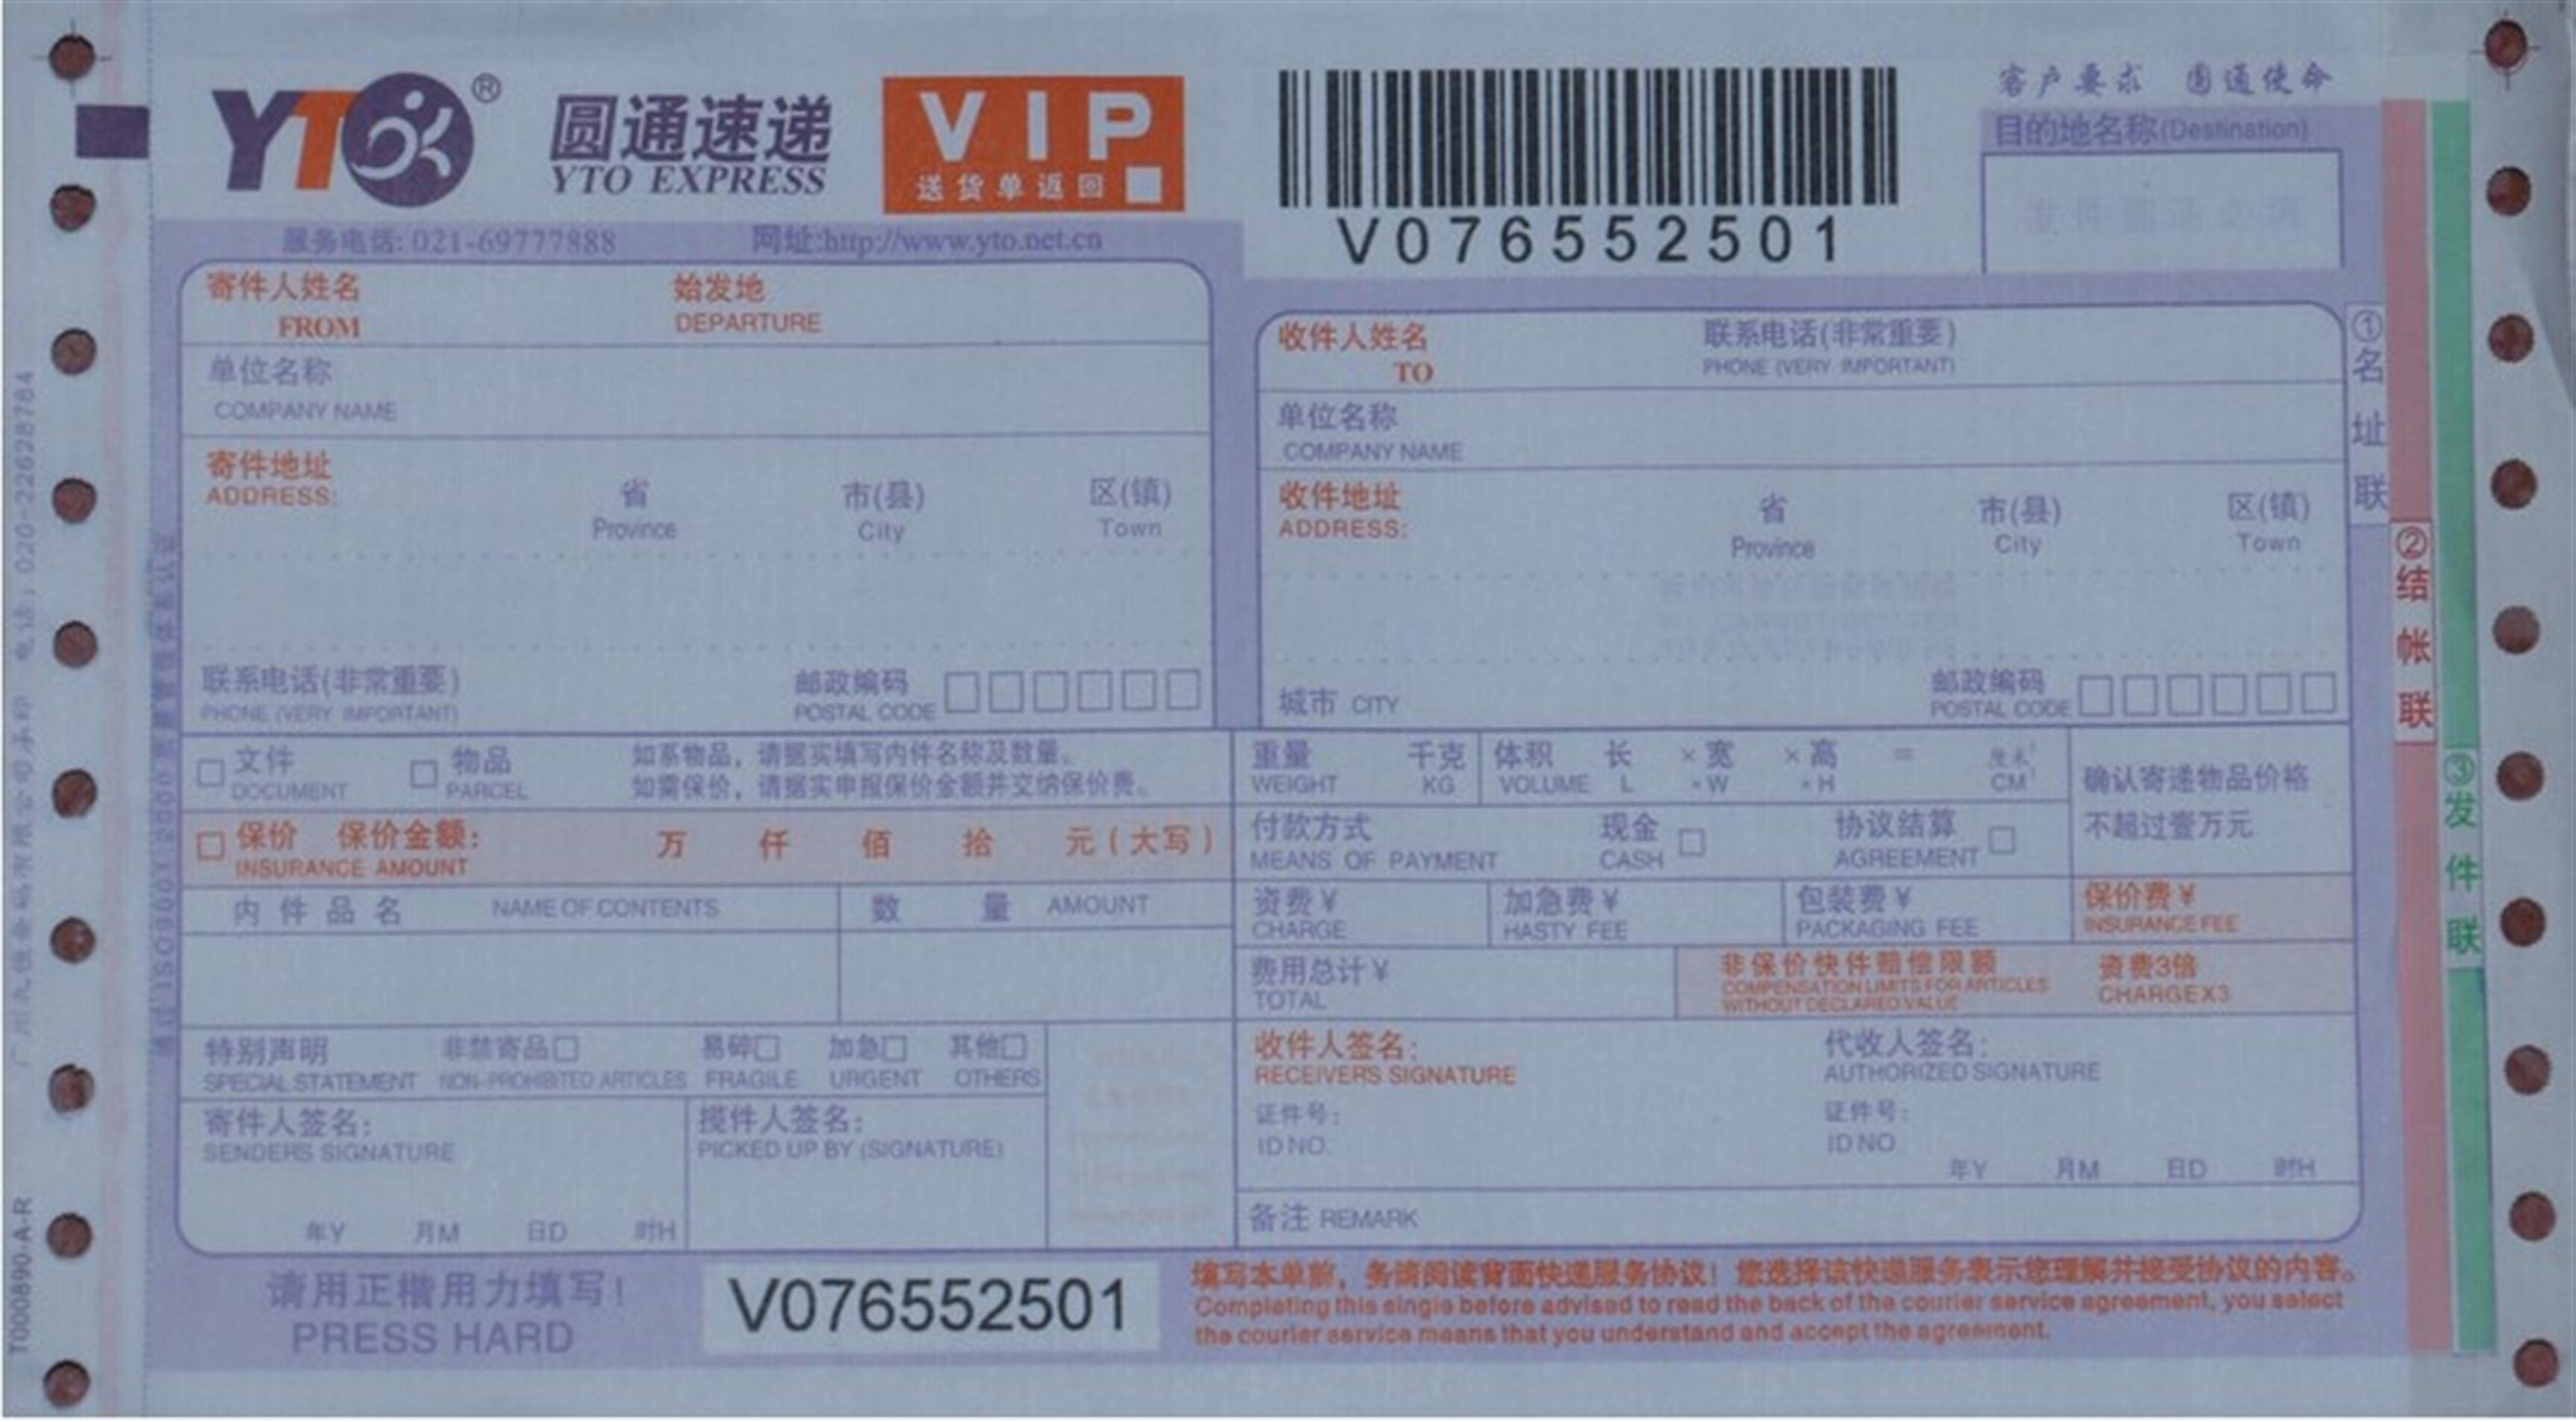 YTO ®
圆通速递
YTO EXPRESS
VIP
送货单返回
V076552501
客户要求 圆通使命
目的地名称(Destination)
服务电话: 021-69777888 网址:http://www.yto.net.cn
寄件人姓名 始发地
FROM DEPARTURE
单位名称
COMPANY NAME
寄件地址 省 市(县) 区(镇)
ADDRESS: Province City Town
联系电话(非常重要) 邮政编码
PHONE (VERY IMPORTANT) POSTAL CODE
收件人姓名 联系电话(非常重要)
TO PHONE (VERY IMPORTANT)
单位名称
COMPANY NAME
收件地址 省 市(县) 区(镇)
ADDRESS: Province City Town
城市 CITY 邮政编码
POSTAL CODE
文件 物品
DOCUMENT PARCEL
如系物品，请据实填写内件名称及数量。
如需保价，请据实申报保价金额并交纳保价费。
保价 保价金额: 万 仟 佰 拾 元(大写)
INSURANCE AMOUNT
内件品名 NAME OF CONTENTS 数 量 AMOUNT
特别声明 非禁寄品 易碎 加急 其他
SPECIAL STATEMENT NON-PROHIBITED ARTICLES FRAGILE URGENT OTHERS
寄件人签名: 揽件人签名:
SENDERS SIGNATURE PICKED UP BY (SIGNATURE)
年Y 月M 日D 时H
重量 千克 体积 长 ×宽 ×高 = 厘米³
WEIGHT KG VOLUME L ×W ×H CM³
确认寄递物品价格
不超过壹万元
付款方式 现金 协议结算
MEANS OF PAYMENT CASH AGREEMENT
资费¥ 加急费¥ 包装费¥ 保价费¥
CHARGE HASTY FEE PACKAGING FEE INSURANCE FEE
费用总计¥ 非保价快件赔偿限额 资费3倍
TOTAL COMPENSATION LIMITS FOR ARTICLES CHARGEX3
WITHOUT DECLARED VALUE
收件人签名: 代收人签名:
RECEIVER'S SIGNATURE AUTHORIZED SIGNATURE
证件号: 证件号:
ID NO. ID NO
年Y 月M 日D 时H
备注 REMARK
请用正楷用力填写!
PRESS HARD
V076552501
填写本单前，务请阅读背面快递服务协议！您选择该快递服务表示您理解并接受协议的内容。
Completing this single before advised to read the back of the courier service agreement, you select
the courier service means that you understand and accept the agreement.
①名址联
②结帐联
③发件联
电话: 020-22628784
T000890-A-R